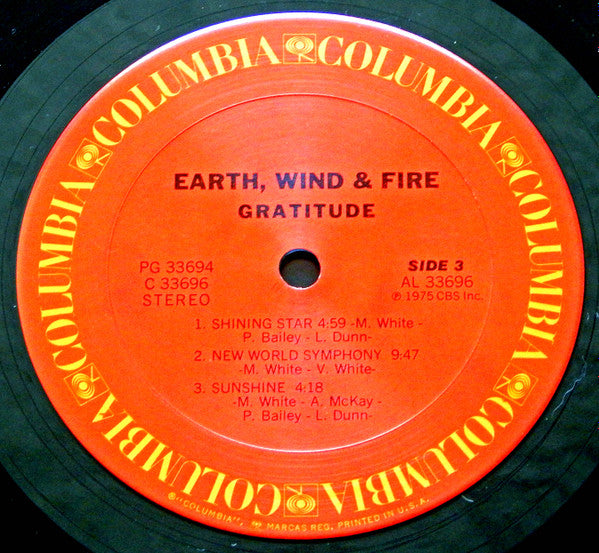 COLUMBIA COLUMBIA COLUMBIA COLUMBIA COLUMBIA COLUMBIA
EARTH, WIND & FIRE
GRATITUDE
PG 33694
C 33696
STEREO
SIDE 3
AL 33696
℗ 1975 CBS Inc.
1. SHINING STAR 4:59 -M. White -
P. Bailey - L. Dunn-
2. NEW WORLD SYMPHONY 9:47
-M. White - V. White-
3. SUNSHINE 4:18
-M. White - A. McKay -
P. Bailey - L. Dunn-
®"COLUMBIA", MARCAS REG. PRINTED IN U.S.A.